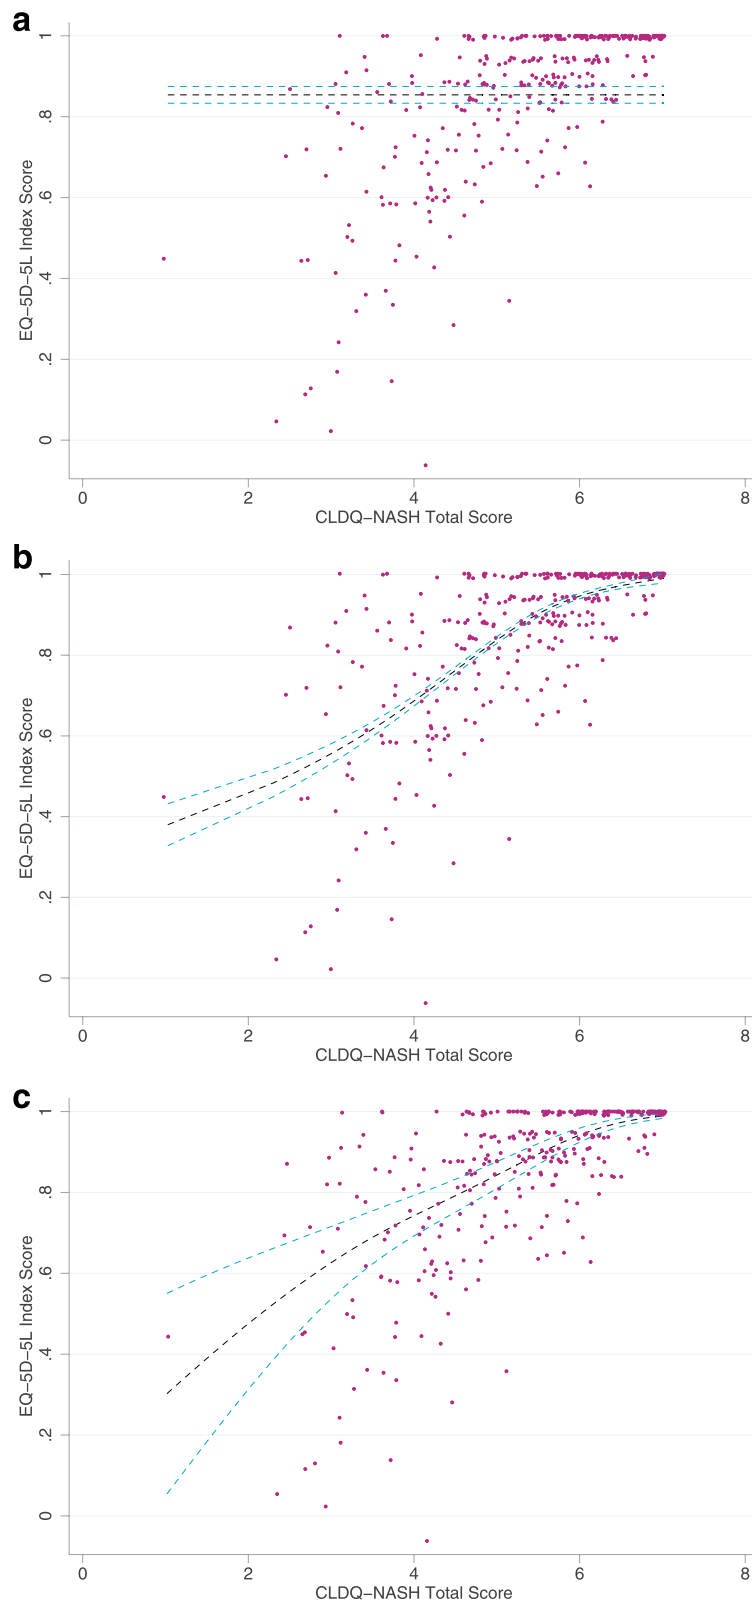 a
1
.8
.6
.4
.2
0
EQ−5D−5L Index Score
0 2 4 6 8
CLDQ−NASH Total Score
b
1
.8
.6
.4
.2
0
EQ−5D−5L Index Score
0 2 4 6 8
CLDQ−NASH Total Score
c
1
.8
.6
.4
.2
0
EQ−5D−5L Index Score
0 2 4 6 8
CLDQ−NASH Total Score